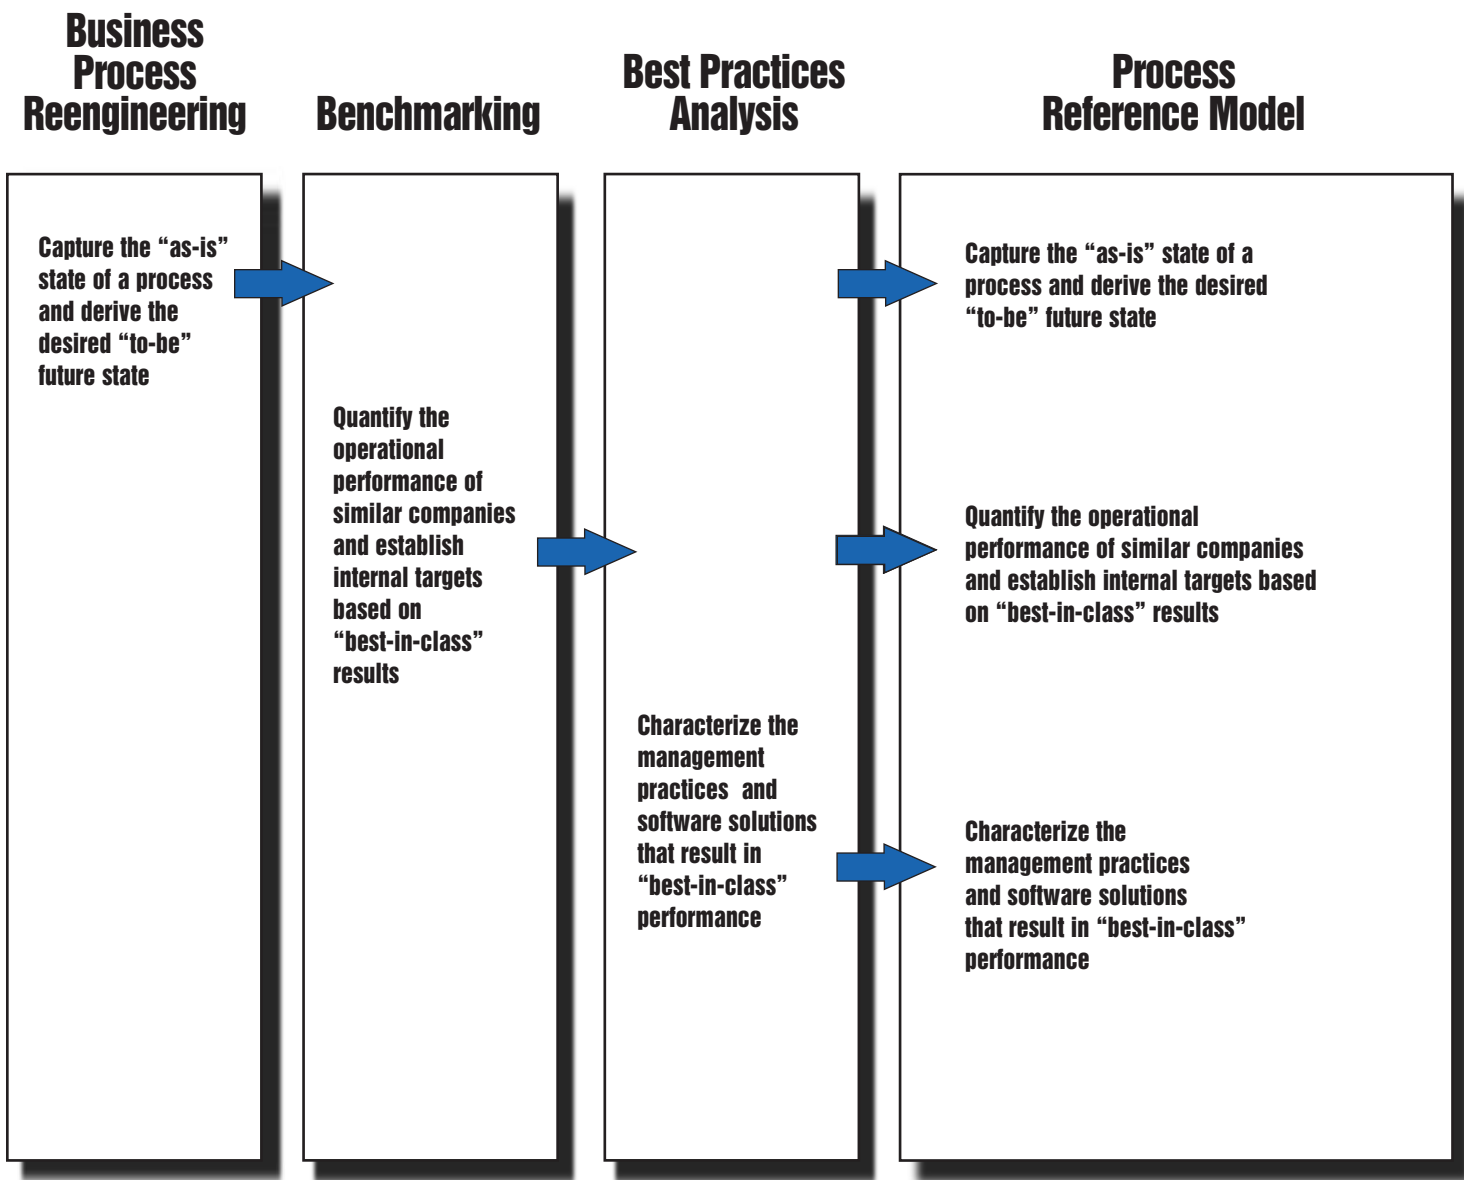 Business
Process
Reengineering
Benchmarking
Best Practices
Analysis
Process
Reference Model
Capture the “as-is”
state of a process
and derive the
desired “to-be”
future state
Quantify the
operational
performance of
similar companies
and establish
internal targets
based on
“best-in-class”
results
Characterize the
management
practices  and
software solutions
that result in
“best-in-class”
performance
Capture the “as-is” state of a
process and derive the desired
“to-be” future state
Quantify the operational
performance of similar companies
and establish internal targets based
on “best-in-class” results
Characterize the
management practices
and software solutions
that result in “best-in-class”
performance